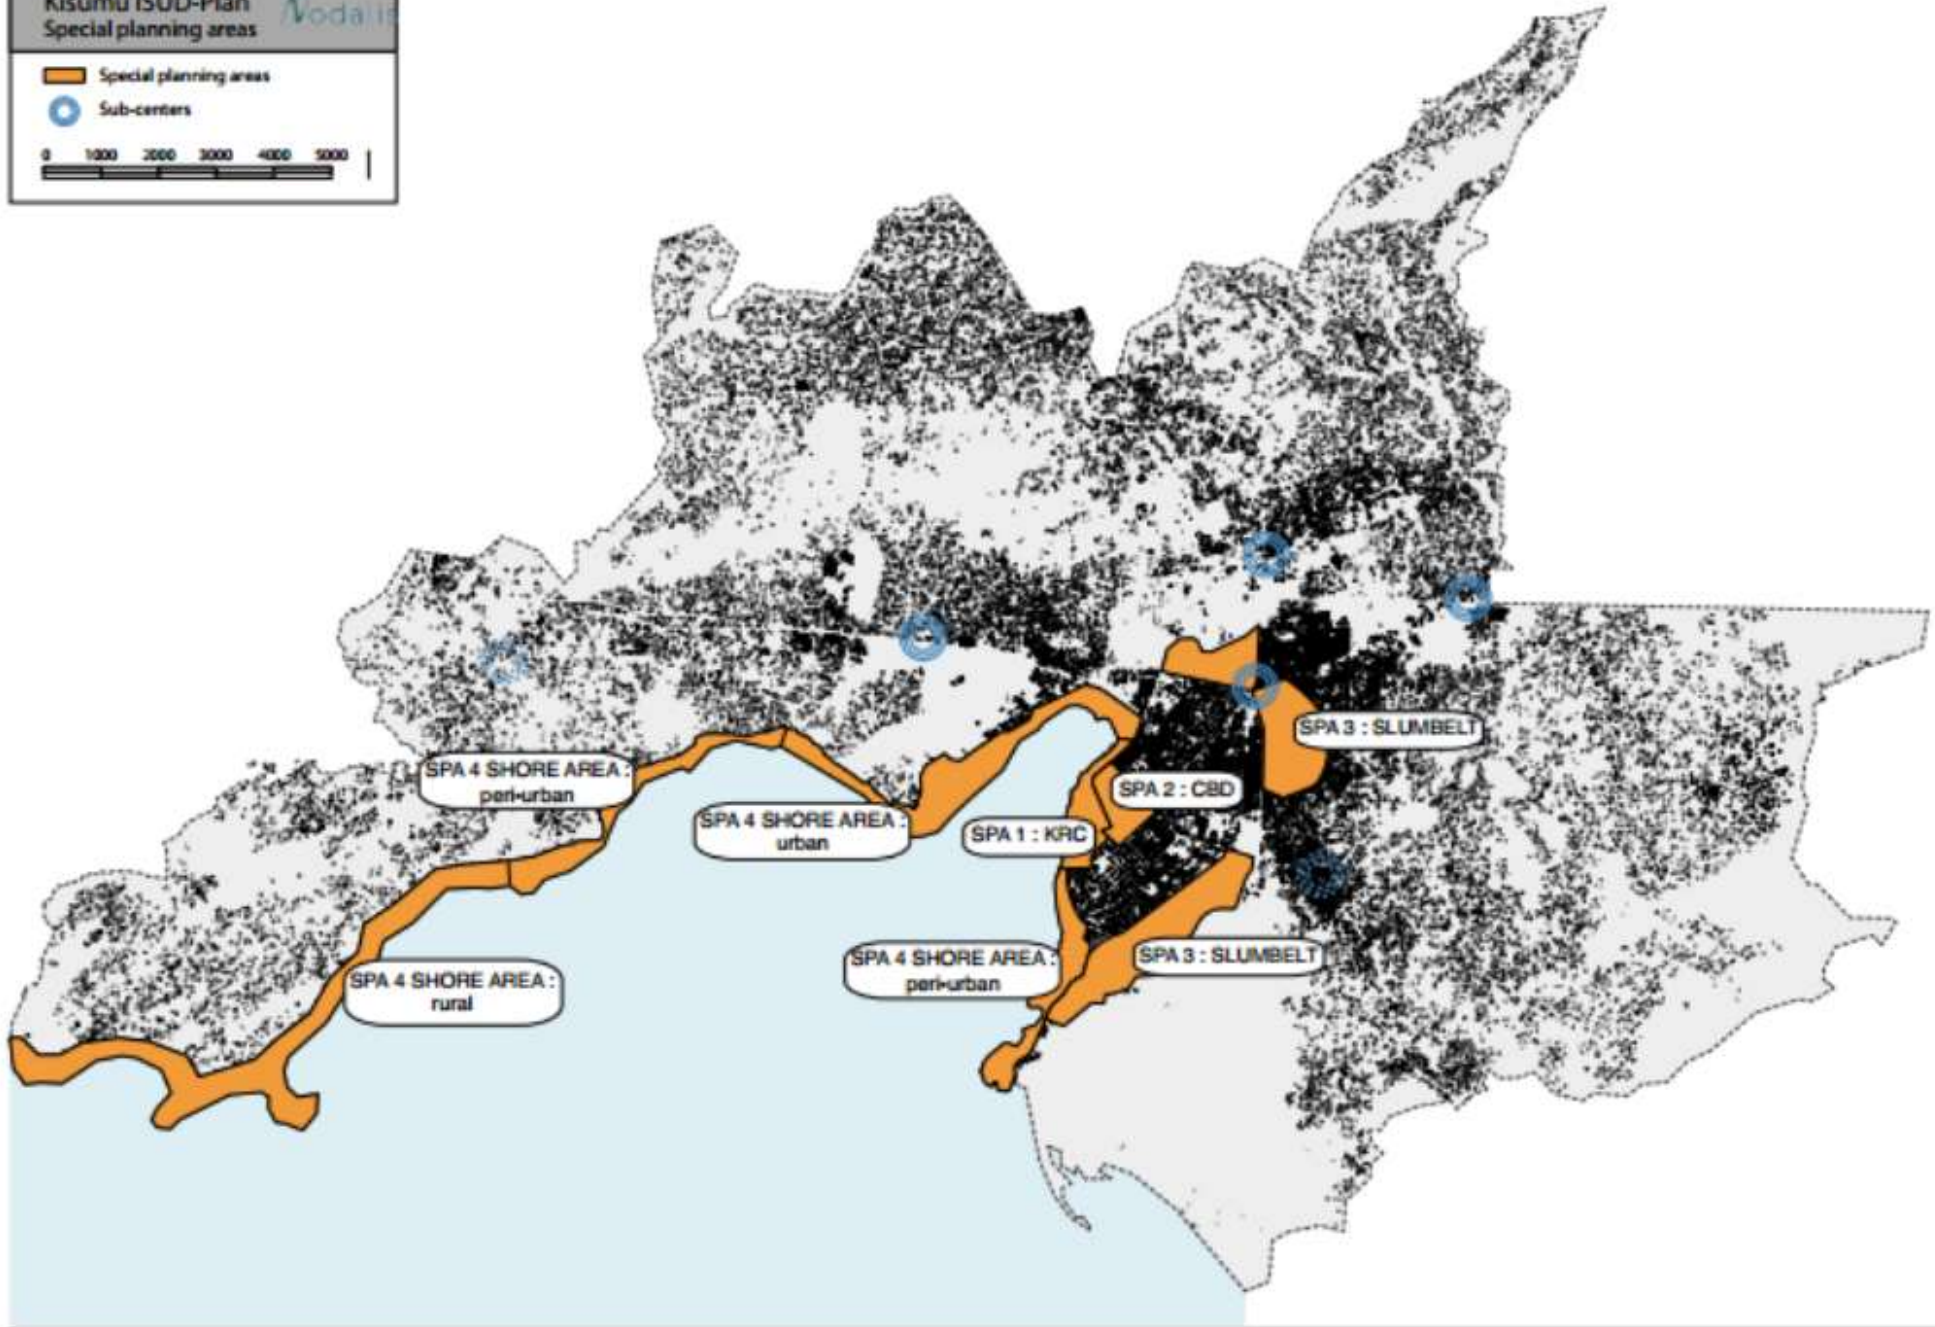 Kisumu ISUD-Plan
Nodalis
Special planning areas
Special planning areas
Sub-centers
0 1000 2000 3000 4000 5000
SPA 3 : SLUMBELT
SPA 4 SHORE AREA :
peri-urban
SPA 2 : CBD
SPA 4 SHORE AREA :
urban
SPA 1 : KRC
SPA 4 SHORE AREA :
peri-urban
SPA 3 : SLUMBELT
SPA 4 SHORE AREA :
rural